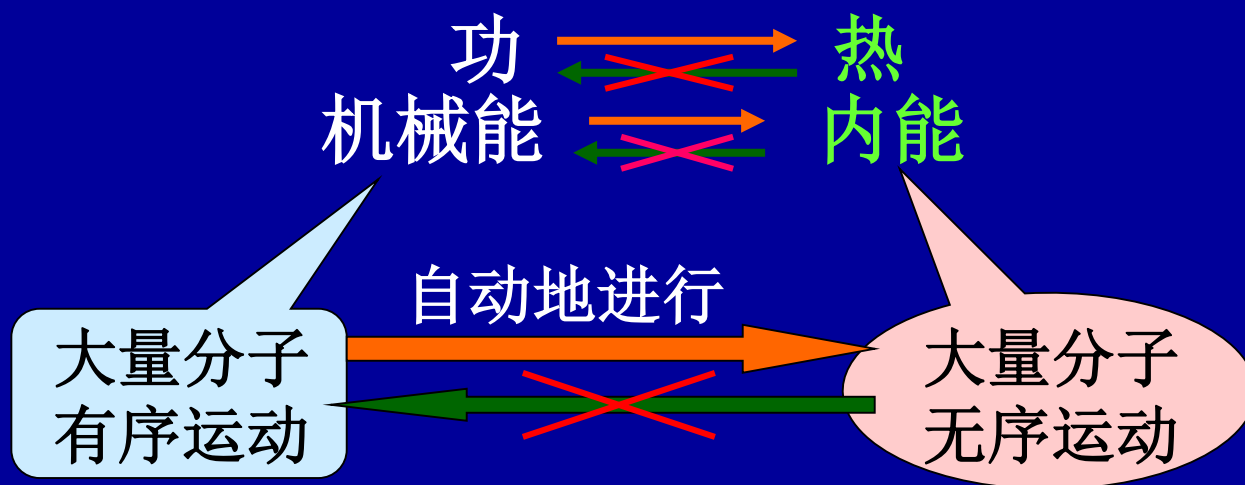 功 热
机械能 内能
自动地进行
大量分子
有序运动
大量分子
无序运动